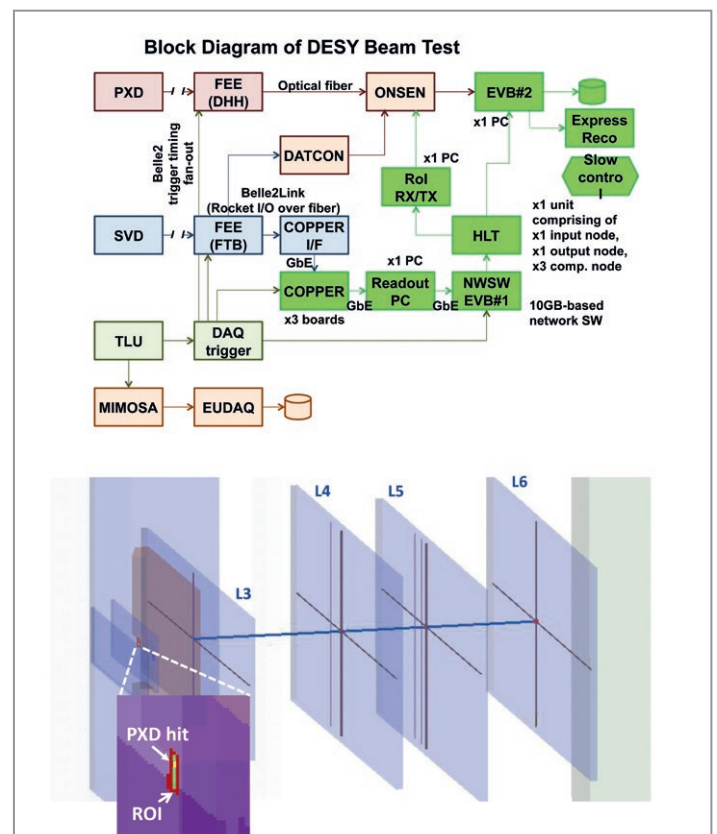 Block Diagram of DESY Beam Test
PXD
FEE
(DHH)
Optical fiber
ONSEN
EVB#2
x1 PC
Express
Reco
Belle2
trigger timing
fan-out
DATCON
x1 PC
RoI
RX/TX
Slow
contro
l
Belle2Link
(Rocket I/O over fiber)
SVD
FEE
(FTB)
COPPER
I/F
HLT
x1 unit
comprising of
x1 input node,
x1 output node,
x3 comp. node
GbE
x1 PC
COPPER
GbE
Readout
PC
GbE
NWSW
EVB#1
x3 boards
10GB-based
network SW
TLU
DAQ
trigger
MIMOSA
EUDAQ
L3
L4
L5
L6
PXD hit
ROI